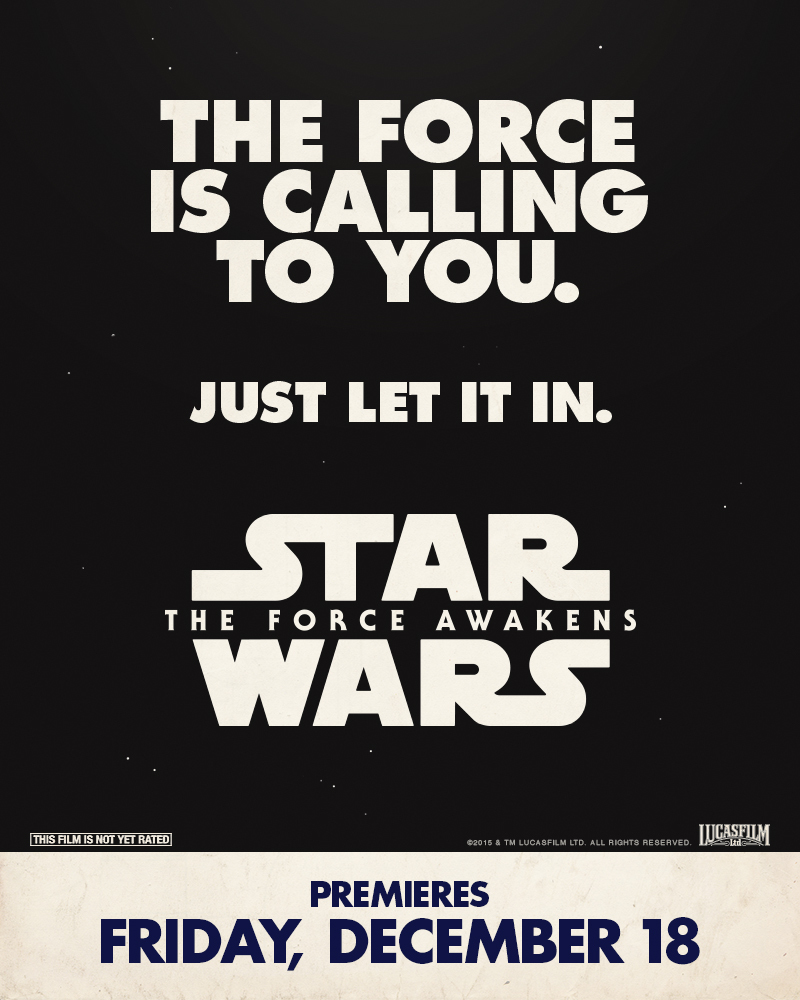 THE FORCE
IS CALLING
TO YOU.
JUST LET IT IN.
STAR
THE FORCE AWAKENS
WARS
THIS FILM IS NOT YET RATED
©2015 & TM LUCASFILM LTD. ALL RIGHTS RESERVED.
LUCASFILM
Ltd
PREMIERES
FRIDAY, DECEMBER 18